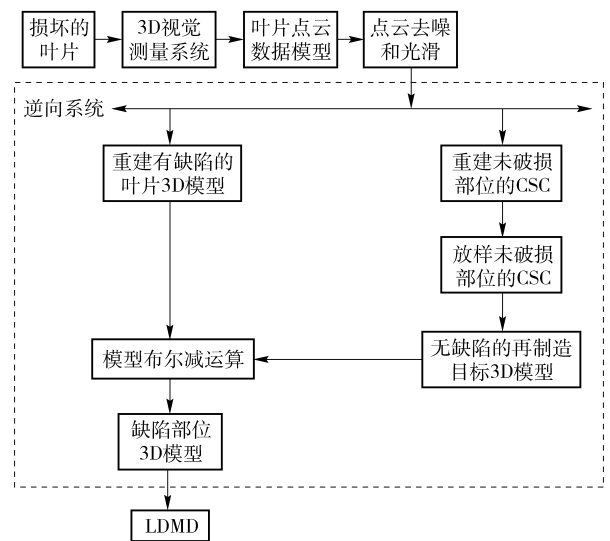 损坏的
叶片
3D视觉
测量系统
叶片点云
数据模型
点云去噪
和光滑
逆向系统
重建有缺陷的
叶片3D模型
重建未破损
部位的CSC
放样未破损
部位的CSC
模型布尔减运算
无缺陷的再制造
目标3D模型
缺陷部位
3D模型
LDMD